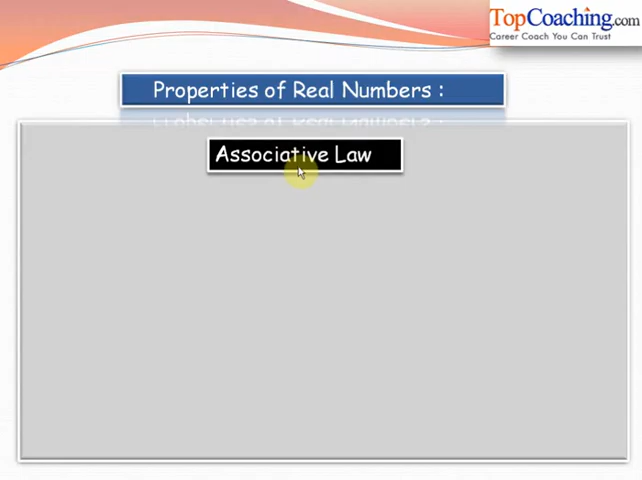 TopCoaching.com
Career Coach You Can Trust
Properties of Real Numbers :
Associative Law